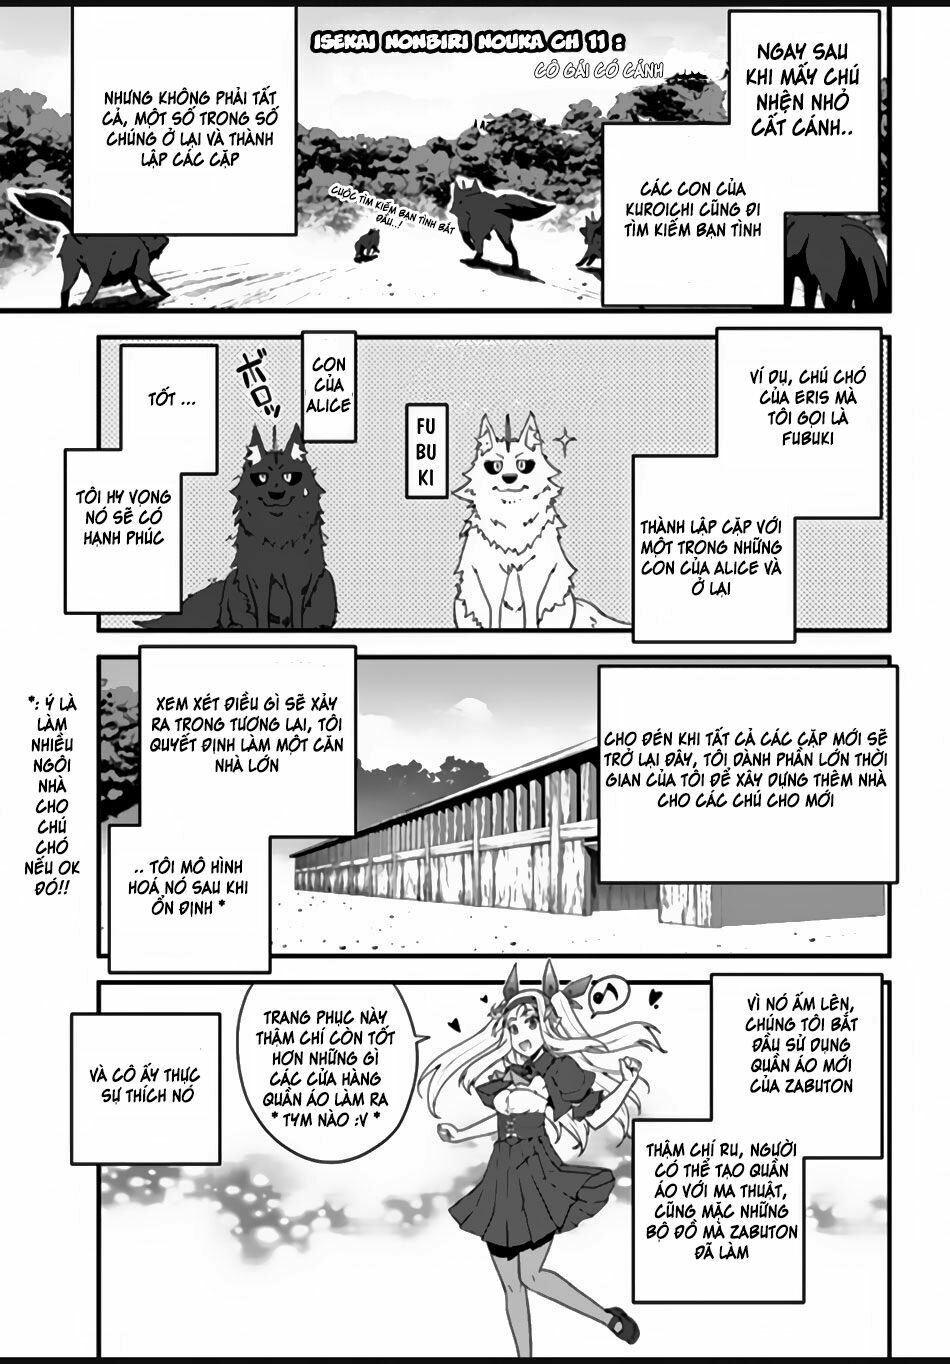 ISEKAI NONBIRI NOUKA CH 11 :
CÔ GÁI CÓ CÁNH
NGAY SAU
KHI MẤY CHÚ
NHỆN NHỎ
CẤT CÁNH..
CÁC CON CỦA
KUROICHI CŨNG ĐI
TÌM KIẾM BẠN TÌNH
CUỘC TÌM KIẾM BẠN TÌNH BẮT
ĐẦU..!
NHƯNG KHÔNG PHẢI TẤT
CẢ, MỘT SỐ TRONG SỐ
CHÚNG Ở LẠI VÀ THÀNH
LẬP CÁC CẶP
VÍ DỤ, CHÚ CHÓ
CỦA ERIS MÀ
TÔI GỌI LÀ
FUBUKI
THÀNH LẬP CẶP VỚI
MỘT TRONG NHỮNG
CON CỦA ALICE VÀ
Ở LẠI
FU
BU
KI
CON
CỦA
ALICE
ボロッ
TỐT ...
TÔI HY VỌNG
NÓ SẼ CÓ
HẠNH PHÚC
CHO ĐẾN KHI TẤT CẢ CÁC CẶP MỚI SẼ
TRỞ LẠI ĐÂY, TÔI DÀNH PHẦN LỚN THỜI
GIAN CỦA TÔI ĐỂ XÂY DỰNG THÊM NHÀ
CHO CÁC CHÚ CHO MỚI
XEM XÉT ĐIỀU GÌ SẼ XẢY
RA TRONG TƯƠNG LAI, TÔI
QUYẾT ĐỊNH LÀM MỘT CĂN
NHÀ LỚN
.. TÔI MÔ HÌNH
HOÁ NÓ SAU KHI
ỔN ĐỊNH *
*: Ý LÀ
LÀM
NHIỀU
NGÔI
NHÀ
CHO
CHÚ
CHÓ
NẾU OK
ĐÓ!!
VÌ NÓ ẤM LÊN,
CHÚNG TÔI BẮT
ĐẦU SỬ DỤNG
QUẦN ÁO MỚI
CỦA ZABUTON
THẬM CHÍ RU, NGƯỜI
CÓ THỂ TẠO QUẦN
ÁO VỚI MA THUẬT,
CŨNG MẶC NHỮNG
BỘ ĐỒ MÀ ZABUTON
ĐÃ LÀM
TRANG PHỤC NÀY
THẬM CHÍ CÒN TỐT
HƠN NHỮNG GÌ
CÁC CỬA HÀNG
QUẦN ÁO LÀM RA
* TYM NÀO :V *
VÀ CÔ ẤY THỰC
SỰ THÍCH NÓ